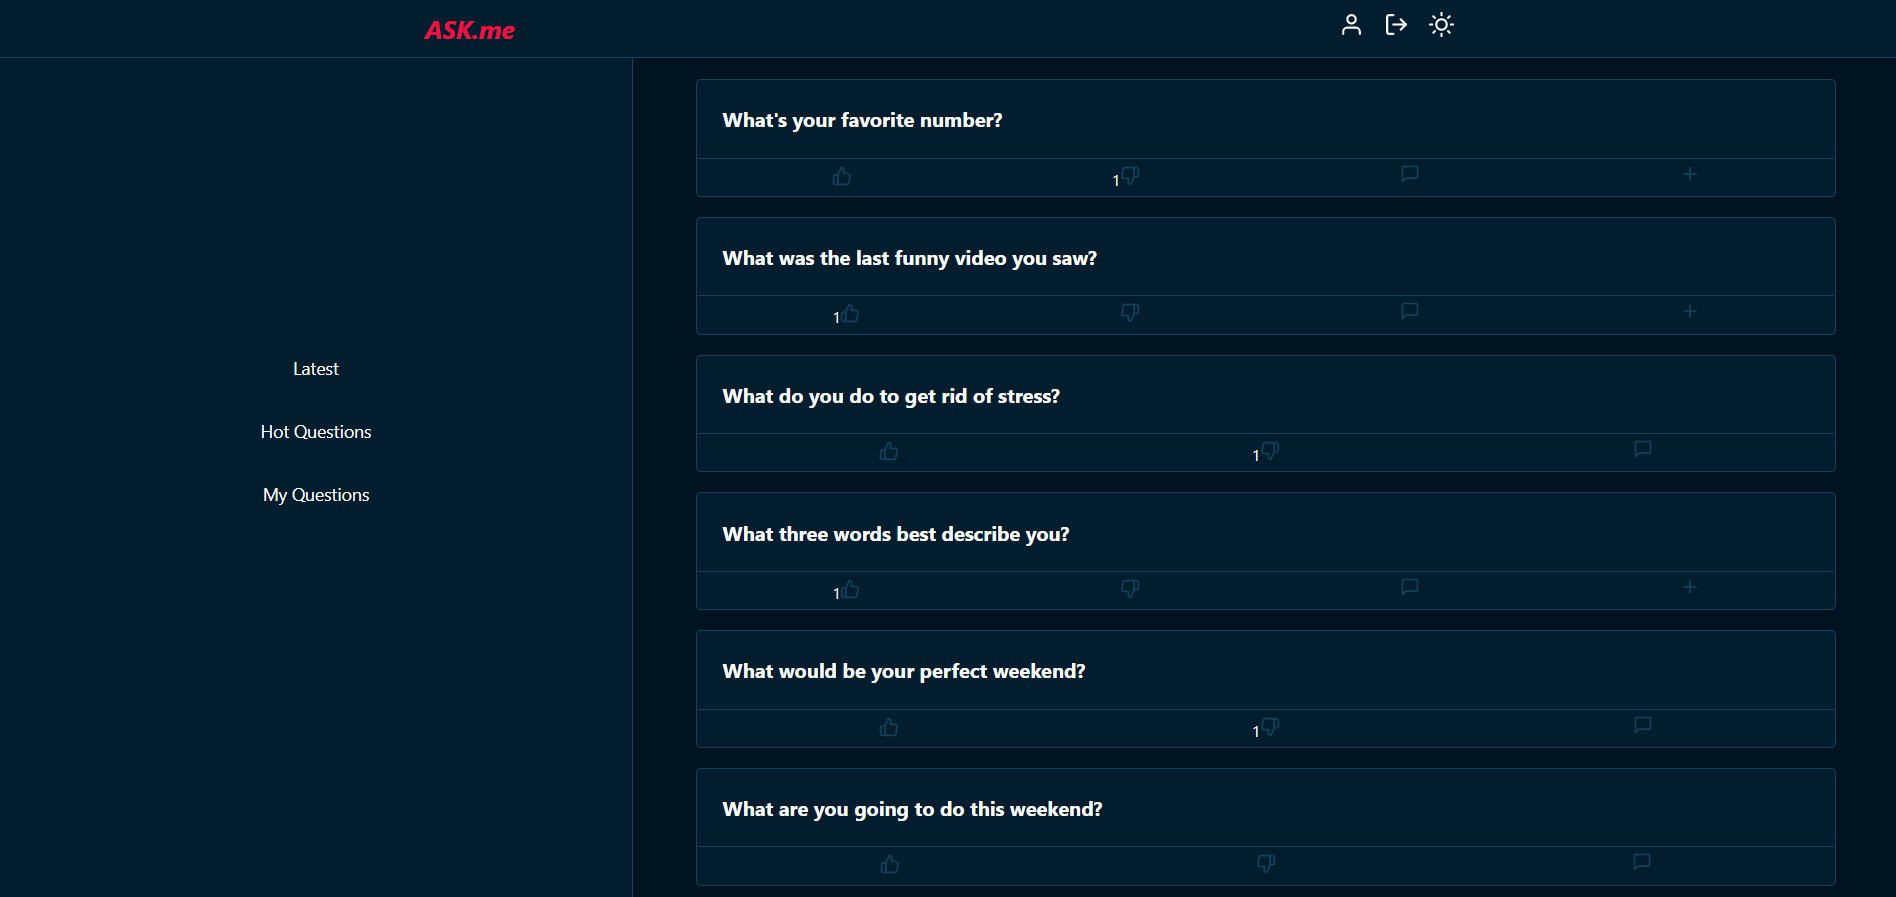 ASK.me
Latest
Hot Questions
My Questions
What's your favorite number?
1
What was the last funny video you saw?
1
What do you do to get rid of stress?
1
What three words best describe you?
1
What would be your perfect weekend?
1
What are you going to do this weekend?